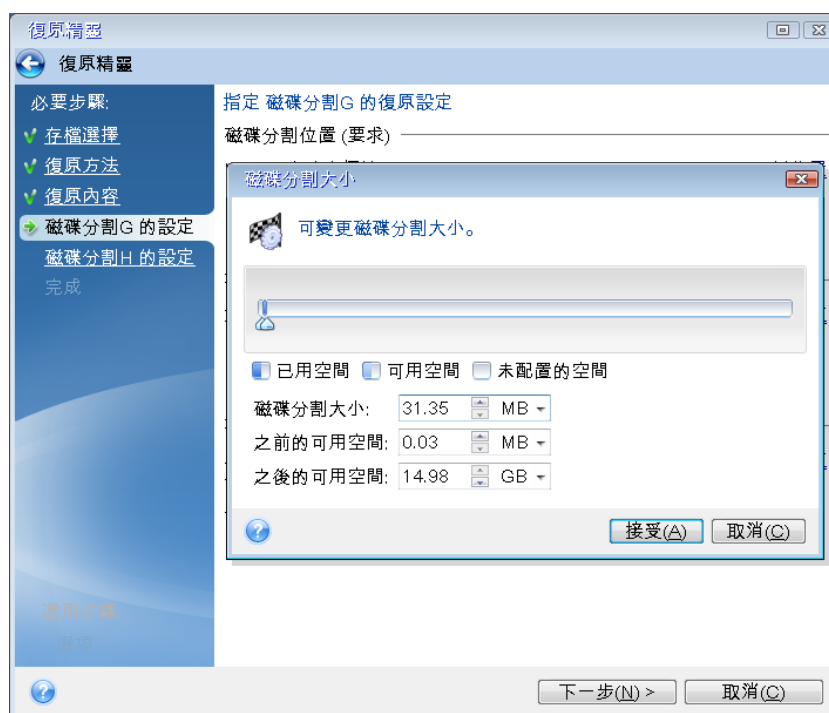 復原精靈
復原精靈
必要步驟:
存檔選擇
復原方法
復原內容
磁碟分割G 的設定
磁碟分割H 的設定
完成
指定 磁碟分割G 的復原設定
磁碟分割位置 (要求)
磁碟分割大小
可變更磁碟分割大小。
已用空間 可用空間 未配置的空間
磁碟分割大小: 31.35 MB
之前的可用空間: 0.03 MB
之後的可用空間: 14.98 GB
接受(A) 取消(C)
選項
下一步(N) > 取消(C)